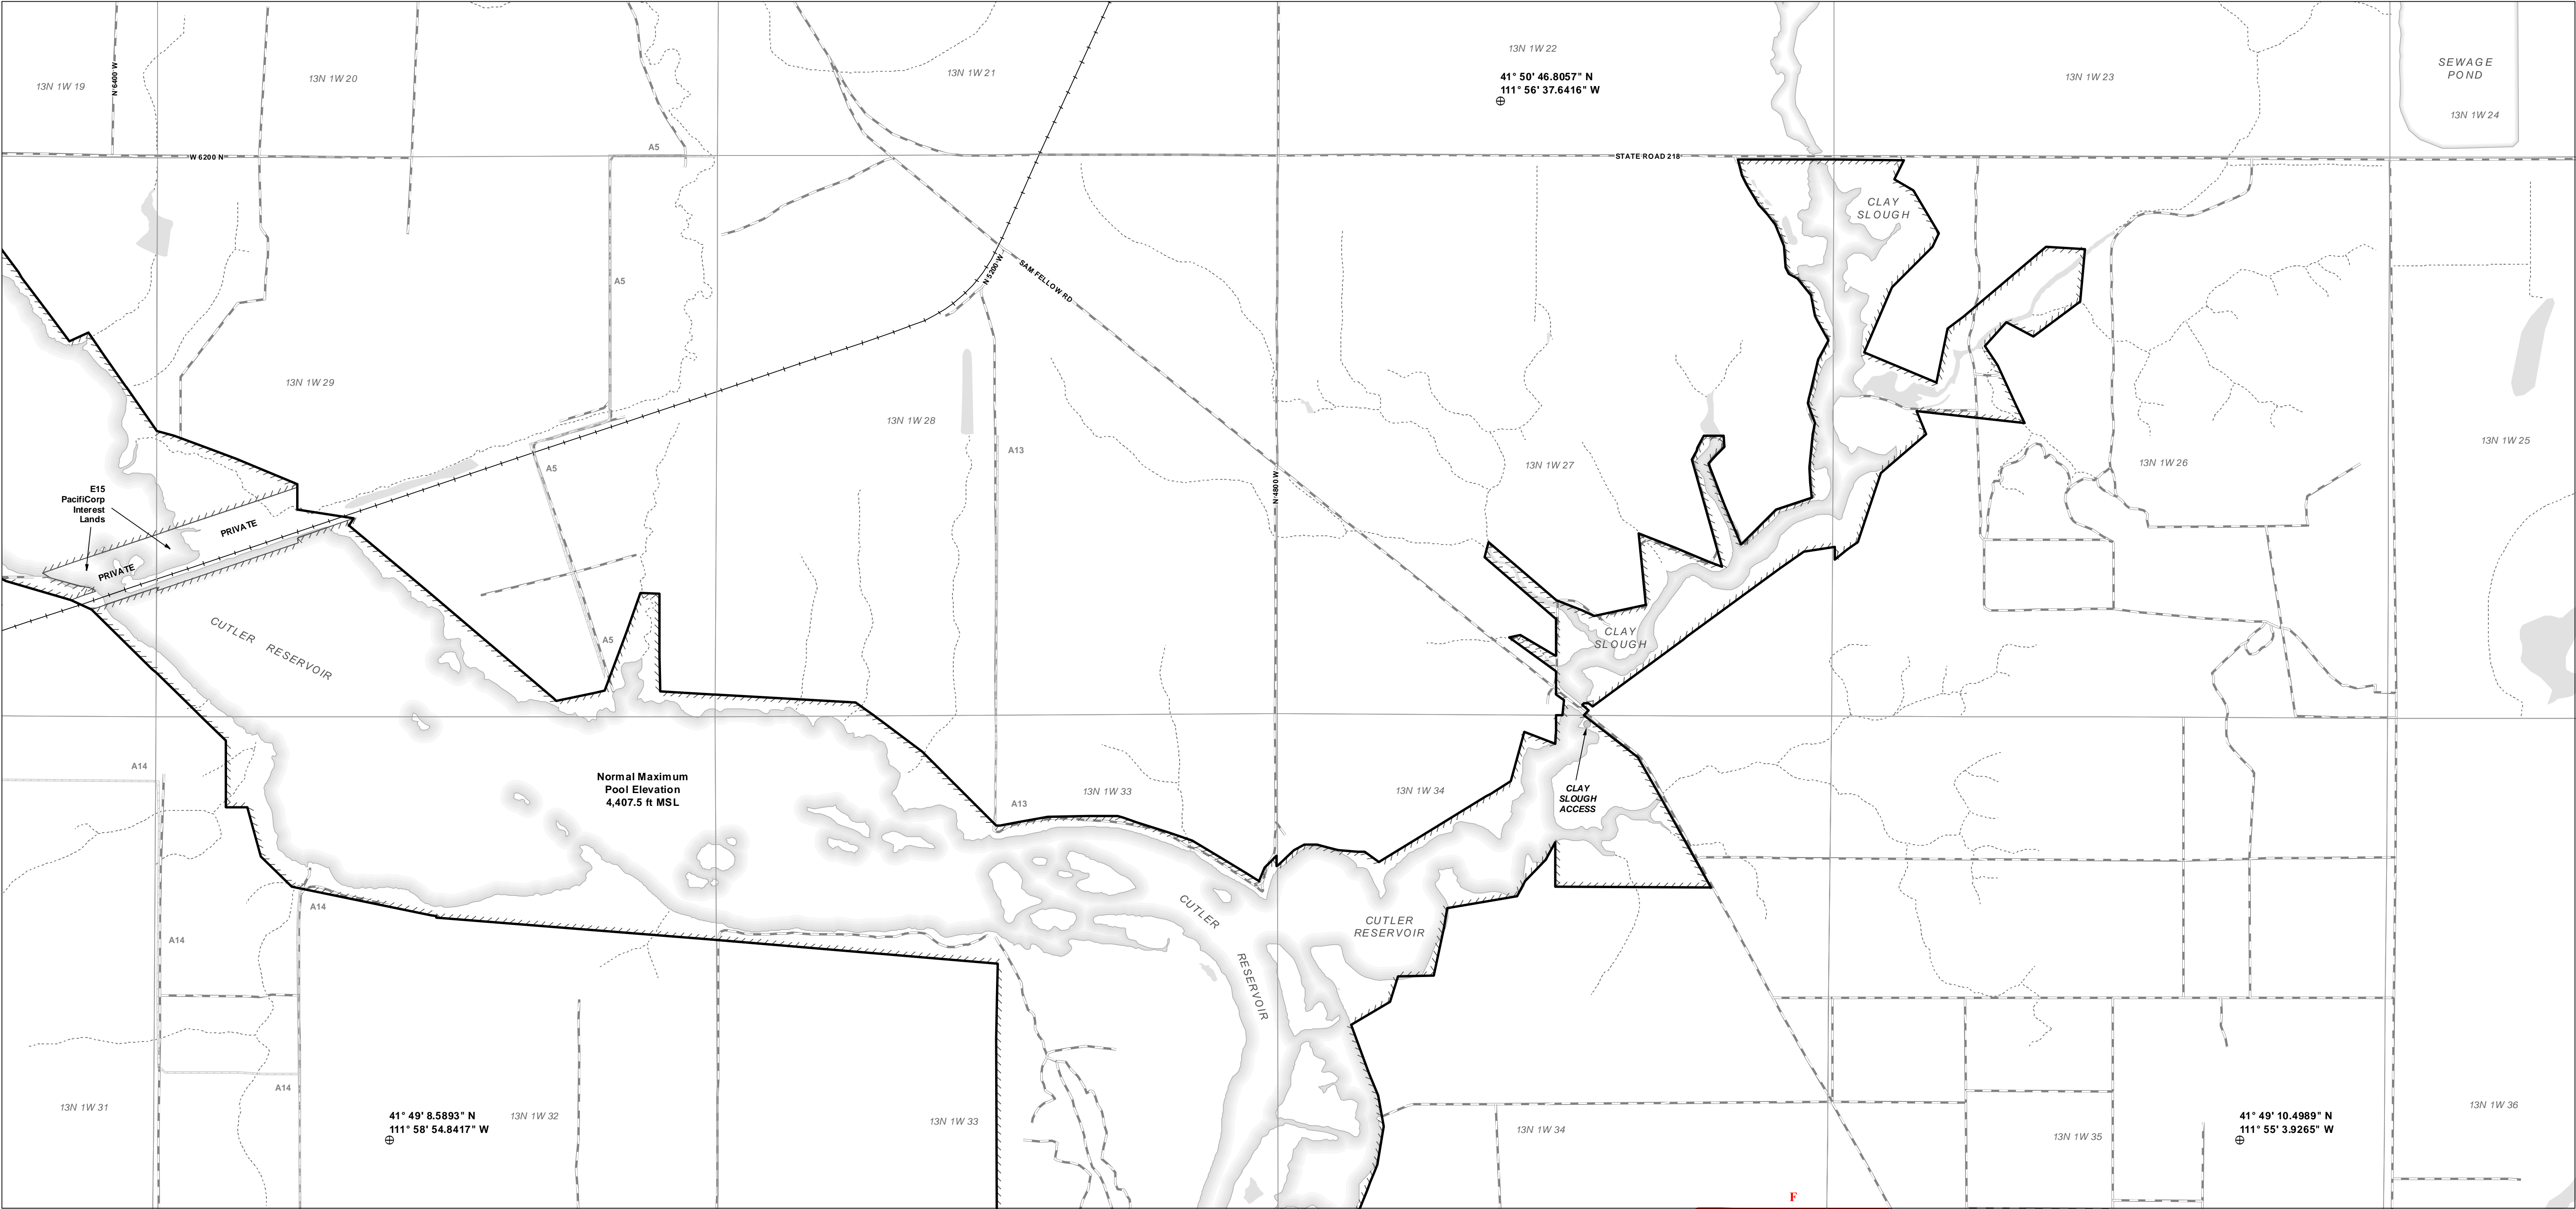 13N 1W 22
13N 1W 19
N 6400 W
13N 1W 20
13N 1W 21
41° 50' 46.8057" N
111° 56' 37.6416" W
13N 1W 23
SEWAGE
POND
13N 1W 24
W 6200 N
A5
STATE ROAD 218
CLAY
SLOUGH
A5
N 5200 W
SAM FELLOW RD
13N 1W 29
13N 1W 28
A13
A5
13N 1W 27
13N 1W 26
13N 1W 25
E15
PacifiCorp
Interest
Lands
PRIVATE
PRIVATE
N 4800 W
CUTLER RESERVOIR
A5
CLAY
SLOUGH
A14
Normal Maximum
Pool Elevation
4,407.5 ft MSL
A13
13N 1W 33
13N 1W 34
CLAY
SLOUGH
ACCESS
A14
A14
CUTLER
RESERVOIR
CUTLER
RESERVOIR
A14
13N 1W 31
41° 49' 8.5893" N
111° 58' 54.8417" W
13N 1W 32
13N 1W 33
13N 1W 34
13N 1W 35
41° 49' 10.4989" N
111° 55' 3.9265" W
13N 1W 36
F